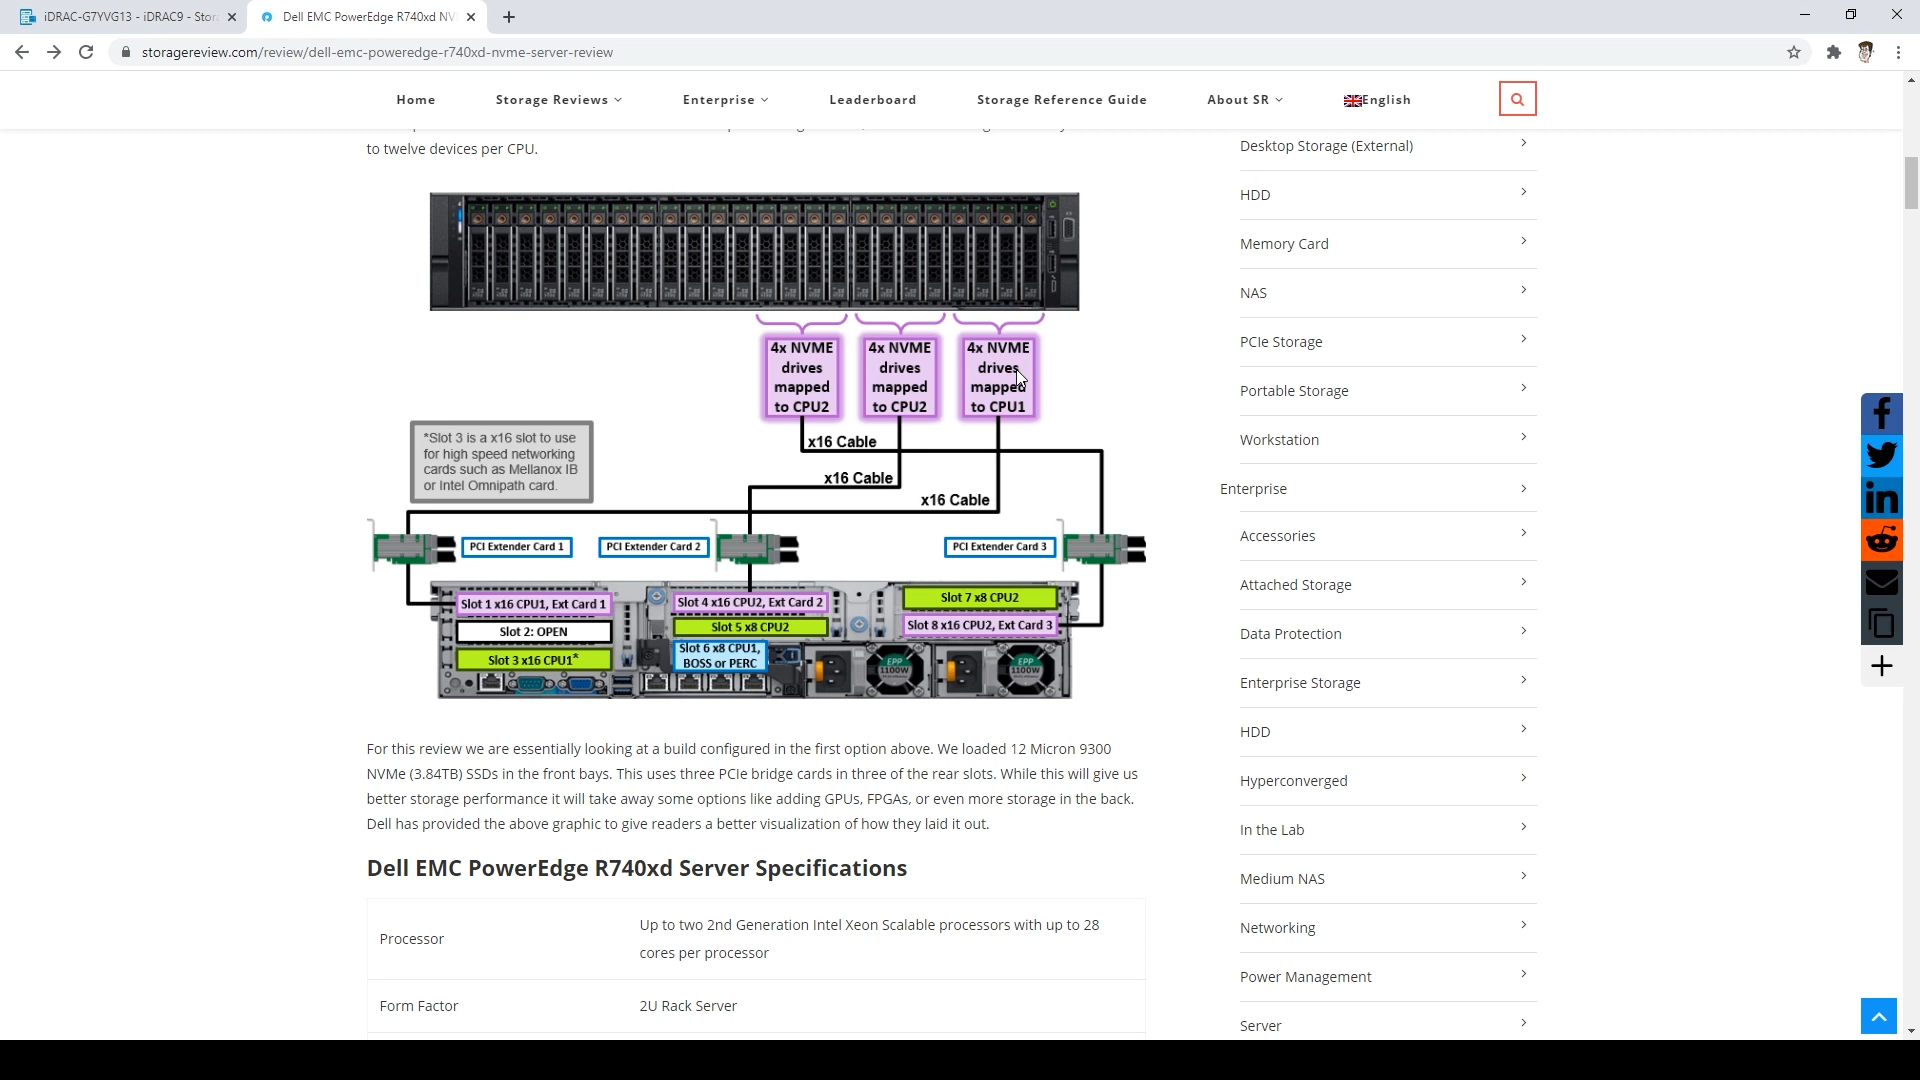 iDRAC-G7YVG13 - iDRAC9 - Stor
Dell EMC PowerEdge R740xd NV
storagereview.com/review/dell-emc-poweredge-r740xd-nvme-server-review
Home
Storage Reviews
Enterprise
Leaderboard
Storage Reference Guide
About SR
English
to twelve devices per CPU.
4x NVME
drives
mapped
to CPU2
4x NVME
drives
mapped
to CPU2
4x NVME
drives
mapped
to CPU1
x16 Cable
x16 Cable
x16 Cable
*Slot 3 is a x16 slot to use
for high speed networking
cards such as Mellanox IB
or Intel Omnipath card.
PCI Extender Card 1
PCI Extender Card 2
PCI Extender Card 3
Slot 1 x16 CPU1, Ext Card 1
Slot 2: OPEN
Slot 3 x16 CPU1*
Slot 4 x16 CPU2, Ext Card 2
Slot 5 x8 CPU2
Slot 6 x8 CPU1,
BOSS or PERC
Slot 7 x8 CPU2
Slot 8 x16 CPU2, Ext Card 3
EPP
1100W
EPP
1100W
For this review we are essentially looking at a build configured in the first option above. We loaded 12 Micron 9300
NVMe (3.84TB) SSDs in the front bays. This uses three PCIe bridge cards in three of the rear slots. While this will give us
better storage performance it will take away some options like adding GPUs, FPGAs, or even more storage in the back.
Dell has provided the above graphic to give readers a better visualization of how they laid it out.
Dell EMC PowerEdge R740xd Server Specifications
Processor
Up to two 2nd Generation Intel Xeon Scalable processors with up to 28
cores per processor
Form Factor
2U Rack Server
Desktop Storage (External)
HDD
Memory Card
NAS
PCIe Storage
Portable Storage
Workstation
Enterprise
Accessories
Attached Storage
Data Protection
Enterprise Storage
HDD
Hyperconverged
In the Lab
Medium NAS
Networking
Power Management
Server